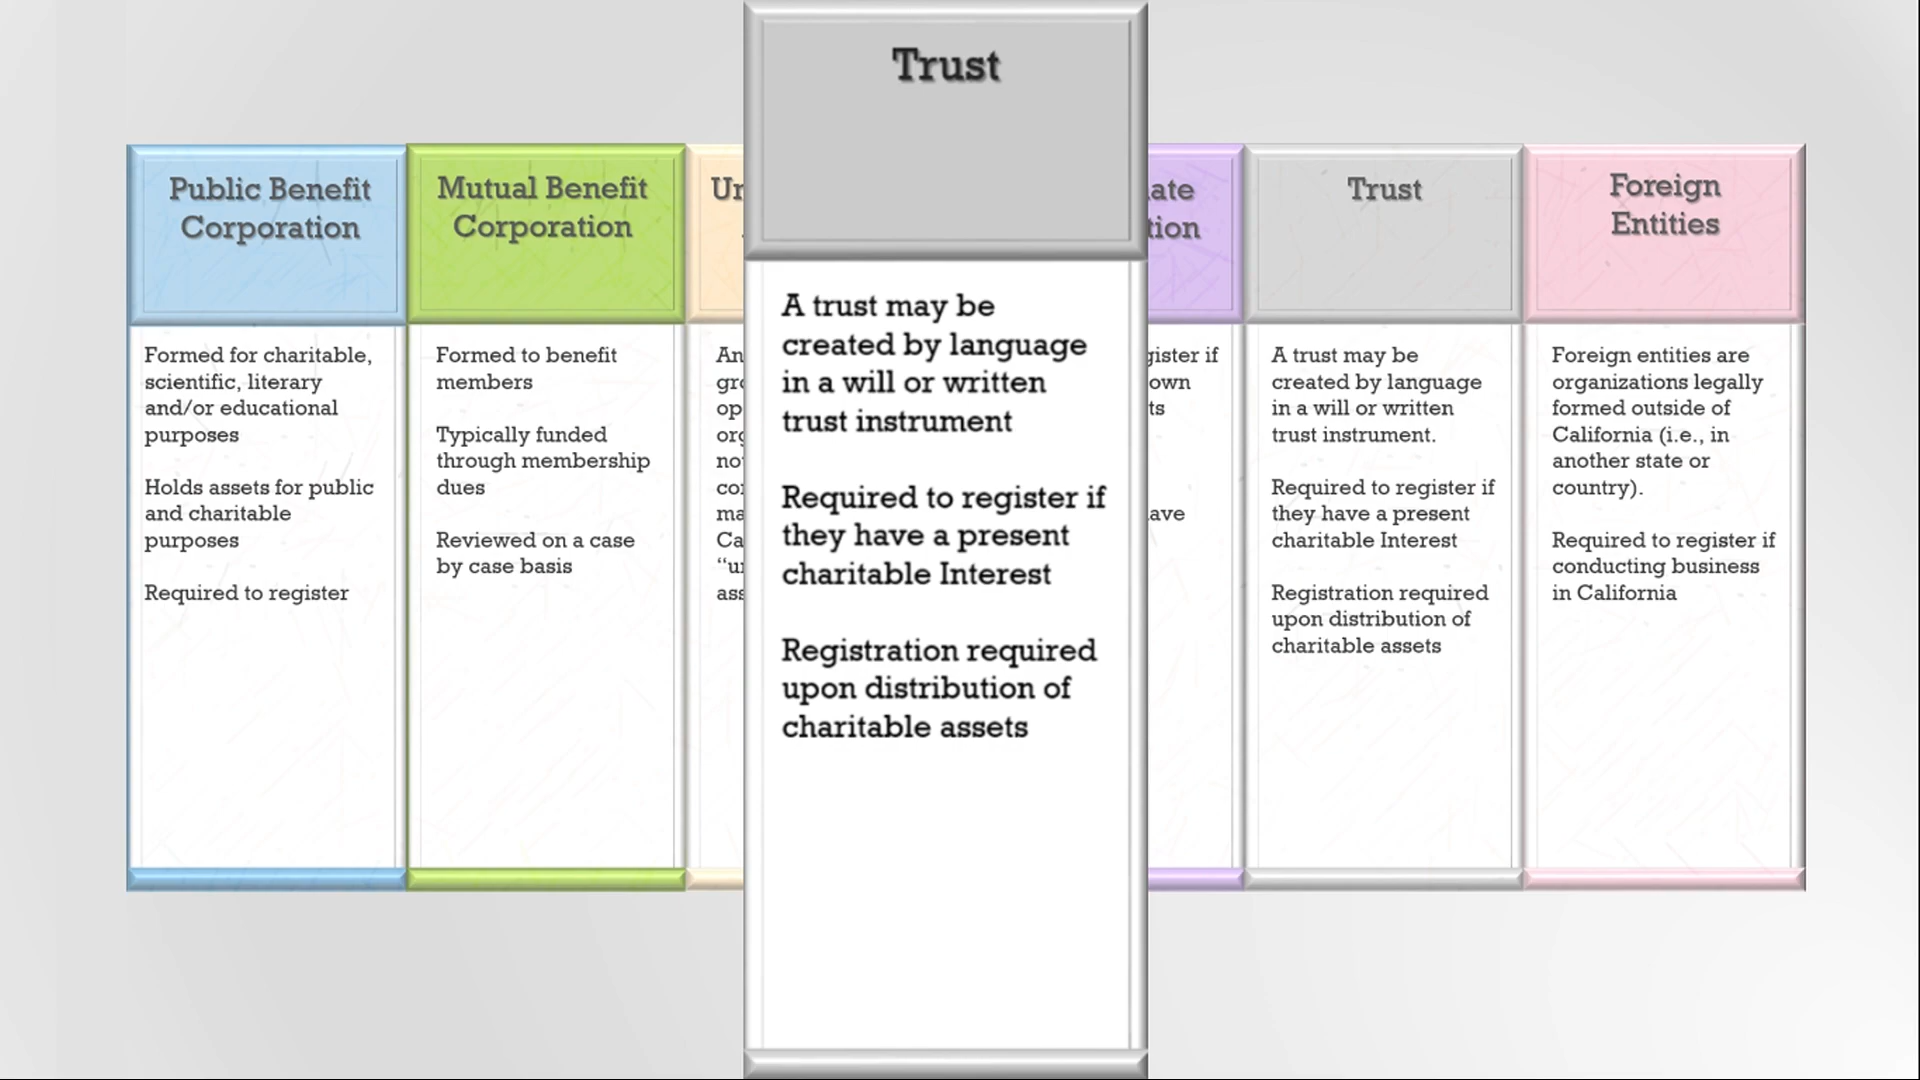 Public Benefit
Corporation
Formed for charitable,
scientific, literary
and/or educational
purposes
Holds assets for public
and charitable
purposes
Required to register
Mutual Benefit
Corporation
Formed to benefit
members
Typically funded
through membership
dues
Reviewed on a case
by case basis
An
Trust
A trust may be
created by language
in a will or written
trust instrument
Required to register if
they have a present
charitable Interest
Registration required
upon distribution of
charitable assets
if
own
Trust
A trust may be
created by language
in a will or written
trust instrument.
Required to register if
they have a present
charitable Interest
Registration required
upon distribution of
charitable assets
Foreign
Entities
Foreign entities are
organizations legally
formed outside of
California (i.e., in
another state or
country).
Required to register if
conducting business
in California